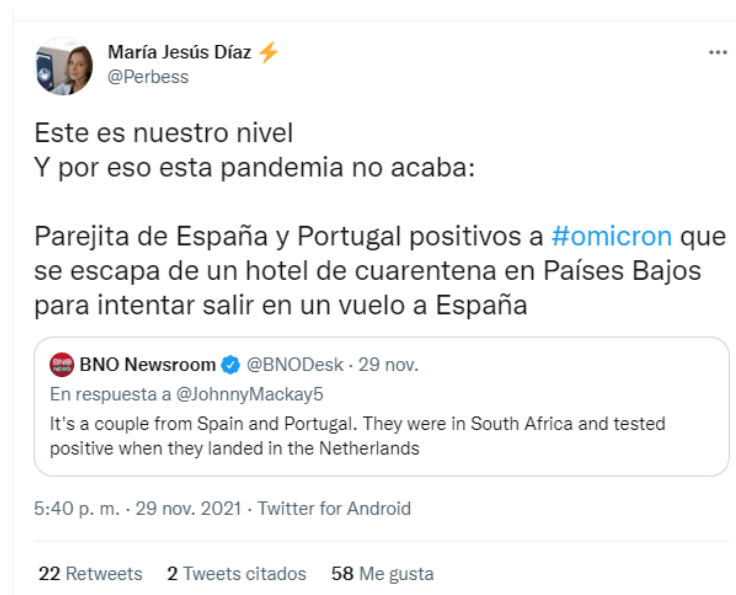 María Jesús Díaz ⚡
@Perbess
Este es nuestro nivel
Y por eso esta pandemia no acaba:
Parejita de España y Portugal positivos a #omicron que
se escapa de un hotel de cuarentena en Países Bajos
para intentar salir en un vuelo a España
BNO NEWS BNO Newsroom @BNODesk · 29 nov.
En respuesta a @JohnnyMackay5
It's a couple from Spain and Portugal. They were in South Africa and tested
positive when they landed in the Netherlands
5:40 p. m. · 29 nov. 2021 · Twitter for Android
22 Retweets 2 Tweets citados 58 Me gusta